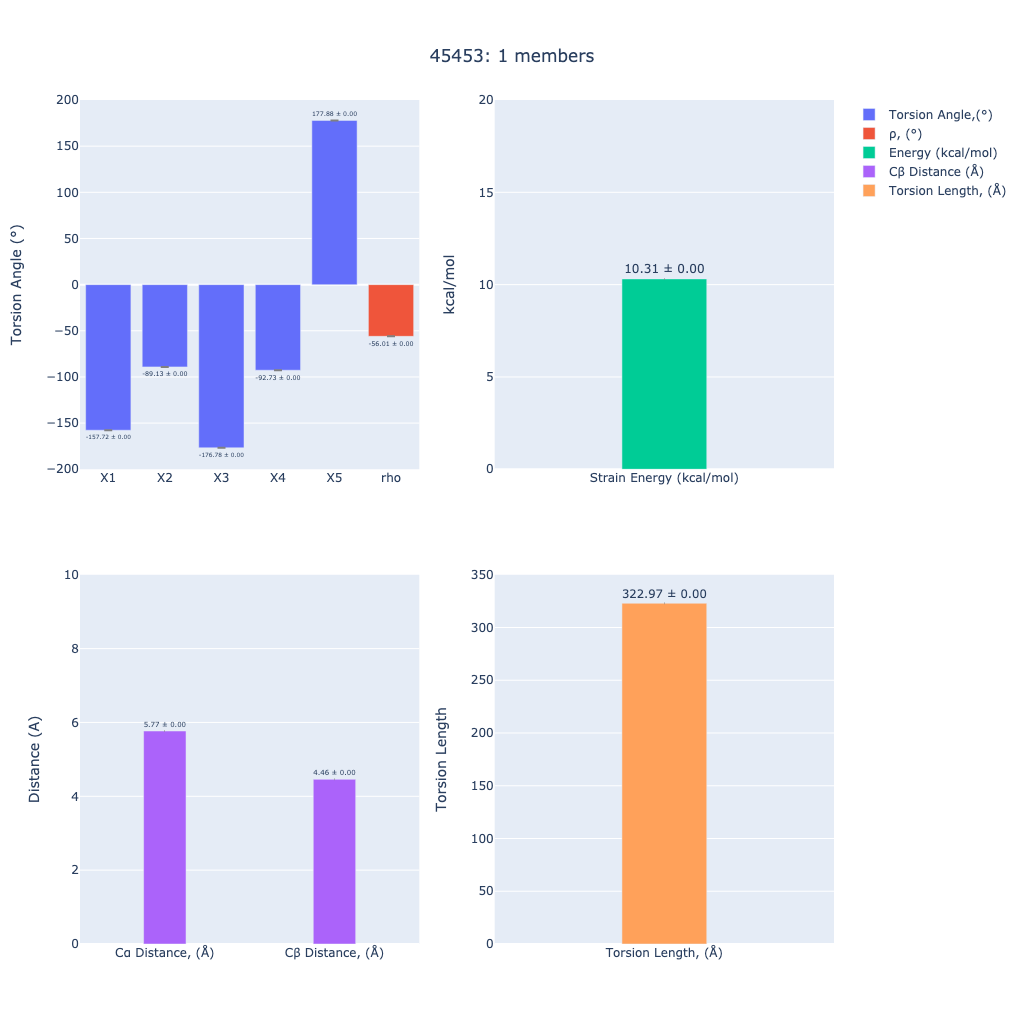 45453: 1 members
Torsion Angle (°)
200
150
100
50
0
−50
−100
−150
−200
177.88 ± 0.00
-56.01 ± 0.00
-89.13 ± 0.00
-92.73 ± 0.00
-157.72 ± 0.00
-176.78 ± 0.00
X1 X2 X3 X4 X5 rho
kcal/mol
20
15
10
5
0
10.31 ± 0.00
Strain Energy (kcal/mol)
Torsion Angle,(°)
ρ, (°)
Energy (kcal/mol)
Cβ Distance (Å)
Torsion Length, (Å)
Distance (A)
10
8
6
4
2
0
5.77 ± 0.00
4.46 ± 0.00
Cα Distance, (Å) Cβ Distance, (Å)
Torsion Length
350
300
250
200
150
100
50
0
322.97 ± 0.00
Torsion Length, (Å)